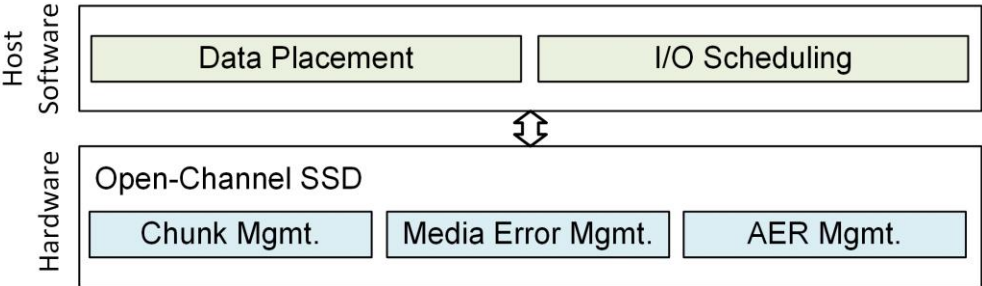 Host
Software
Data Placement
I/O Scheduling
Hardware
Open-Channel SSD
Chunk Mgmt.
Media Error Mgmt.
AER Mgmt.